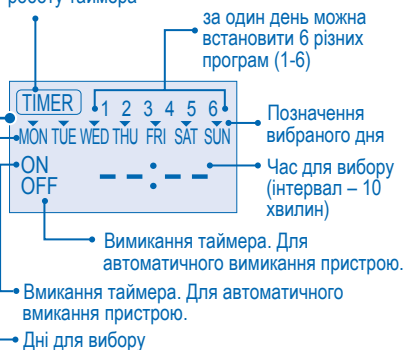 роботу таймера
за один день можна
встановити 6 різних
програм (1-6)
TIMER 1 2 3 4 5 6
MON TUE WED THU FRI SAT SUN
ON
OFF
--:--
Позначення
вибраного дня
Час для вибору
(інтервал – 10
хвилин)
Вимикання таймера. Для
автоматичного вимикання пристрою.
Вмикання таймера. Для автоматичного
вмикання пристрою.
Дні для вибору